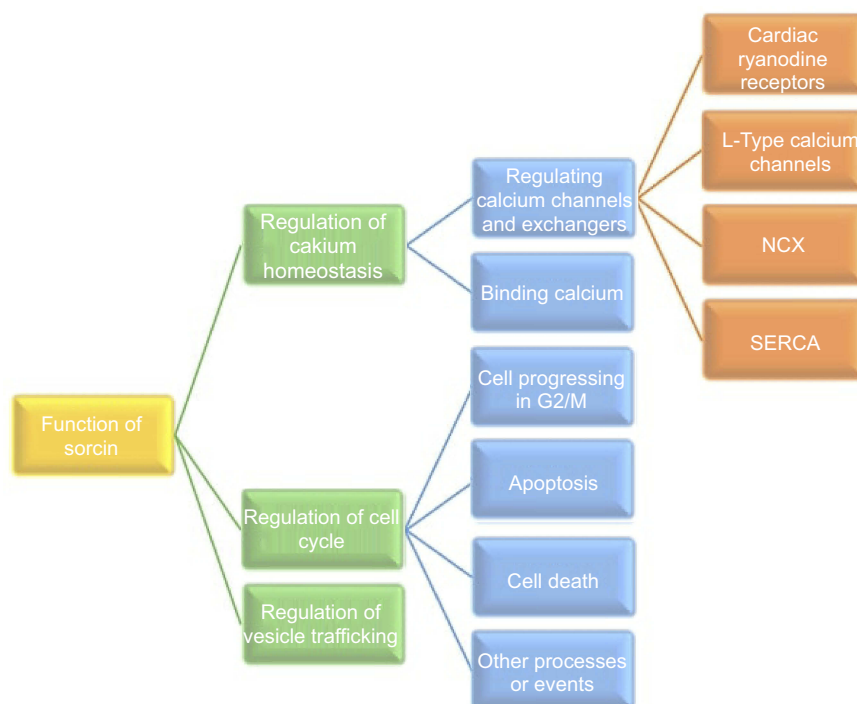 Function of
sorcin
Regulation of
cakium
homeostasis
Regulation of cell
cycle
Regulation of
vesicle trafficking
Regulating
calcium channels
and exchangers
Binding calcium
Cell progressing
in G2/M
Apoptosis
Cell death
Other processes
or events
Cardiac
ryanodine
receptors
L-Type calcium
channels
NCX
SERCA